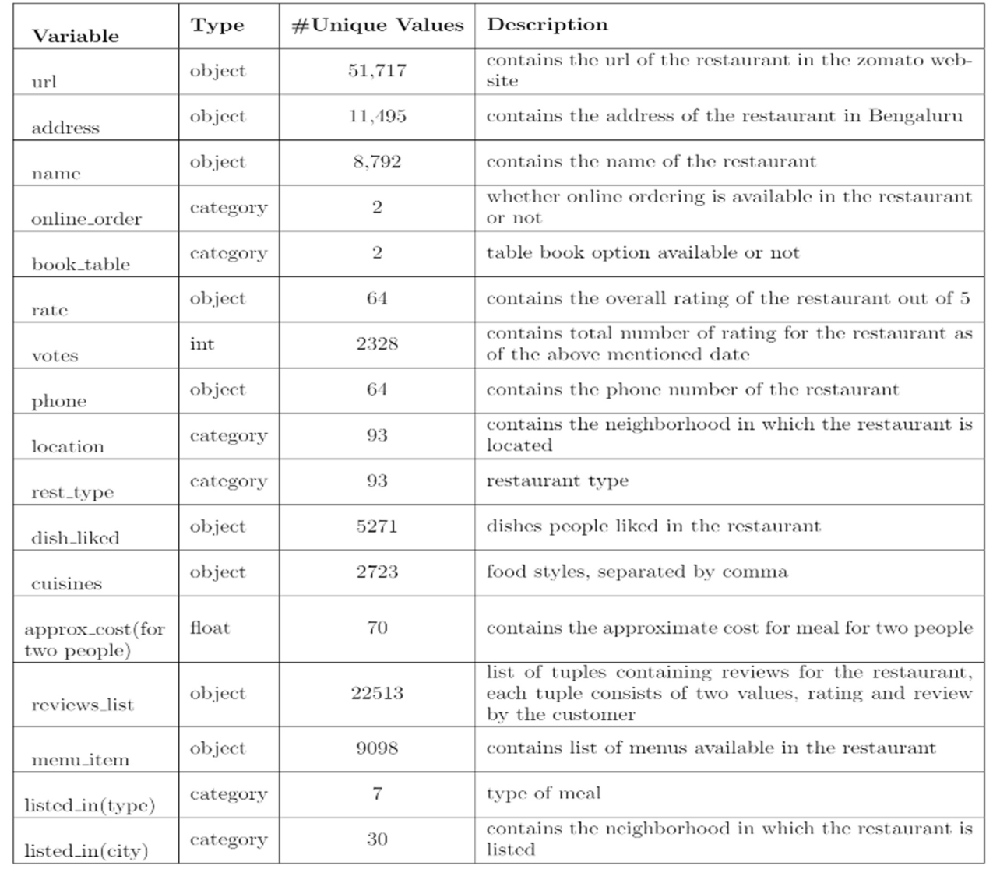 Variable Type #Unique Values Description
url object 51,717 contains the url of the restaurant in the zomato web-
site
address object 11,495 contains the address of the restaurant in Bengaluru
name object 8,792 contains the name of the restaurant
online_order category 2 whether online ordering is available in the restaurant
or not
book_table category 2 table book option available or not
rate object 64 contains the overall rating of the restaurant out of 5
votes int 2328 contains total number of rating for the restaurant as
of the above mentioned date
phone object 64 contains the phone number of the restaurant
location category 93 contains the neighborhood in which the restaurant is
located
rest_type category 93 restaurant type
dish_liked object 5271 dishes people liked in the restaurant
cuisines object 2723 food styles, separated by comma
approx_cost(for
two people) float 70 contains the approximate cost for meal for two people
reviews_list object 22513 list of tuples containing reviews for the restaurant,
each tuple consists of two values, rating and review
by the customer
menu_item object 9098 contains list of menus available in the restaurant
listed_in(type) category 7 type of meal
listed_in(city) category 30 contains the neighborhood in which the restaurant is
listed